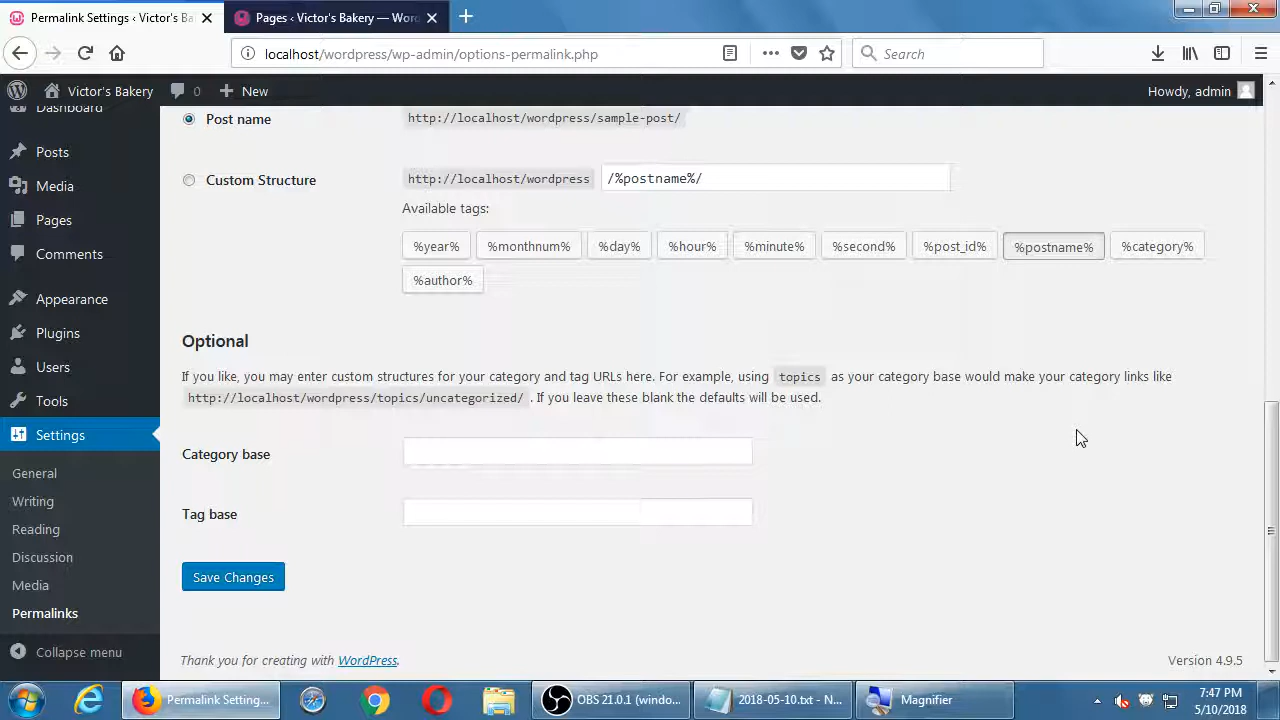 Permalink Settings ‹ Victor's Ba
Pages ‹ Victor's Bakery — Wor
localhost/wordpress/wp-admin/options-permalink.php
Search
Victor's Bakery
0
New
Howdy, admin
Dashboard
Posts
Media
Pages
Comments
Appearance
Plugins
Users
Tools
Settings
General
Writing
Reading
Discussion
Media
Permalinks
Collapse menu
Post name
http://localhost/wordpress/sample-post/
Custom Structure
http://localhost/wordpress
/%postname%/
Available tags:
%year% %monthnum% %day% %hour% %minute% %second% %post_id% %postname% %category%
%author%
Optional
If you like, you may enter custom structures for your category and tag URLs here. For example, using topics as your category base would make your category links like
http://localhost/wordpress/topics/uncategorized/ . If you leave these blank the defaults will be used.
Category base
Tag base
Save Changes
Thank you for creating with WordPress.
Version 4.9.5
Permalink Setting...
OBS 21.0.1 (windo...
2018-05-10.txt - N...
Magnifier
7:47 PM
5/10/2018